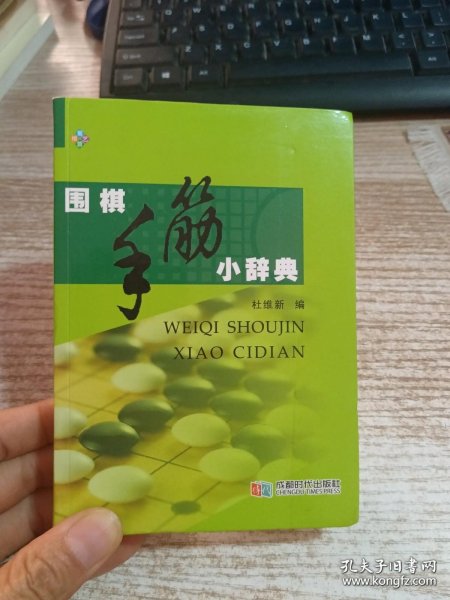 围棋
手筋
小辞典
杜维新 编
WEIQI SHOUJIN
XIAO CIDIAN
成都时代出版社
CHENGDU TIMES PRESS
孔夫子旧书网
www.kongfz.com